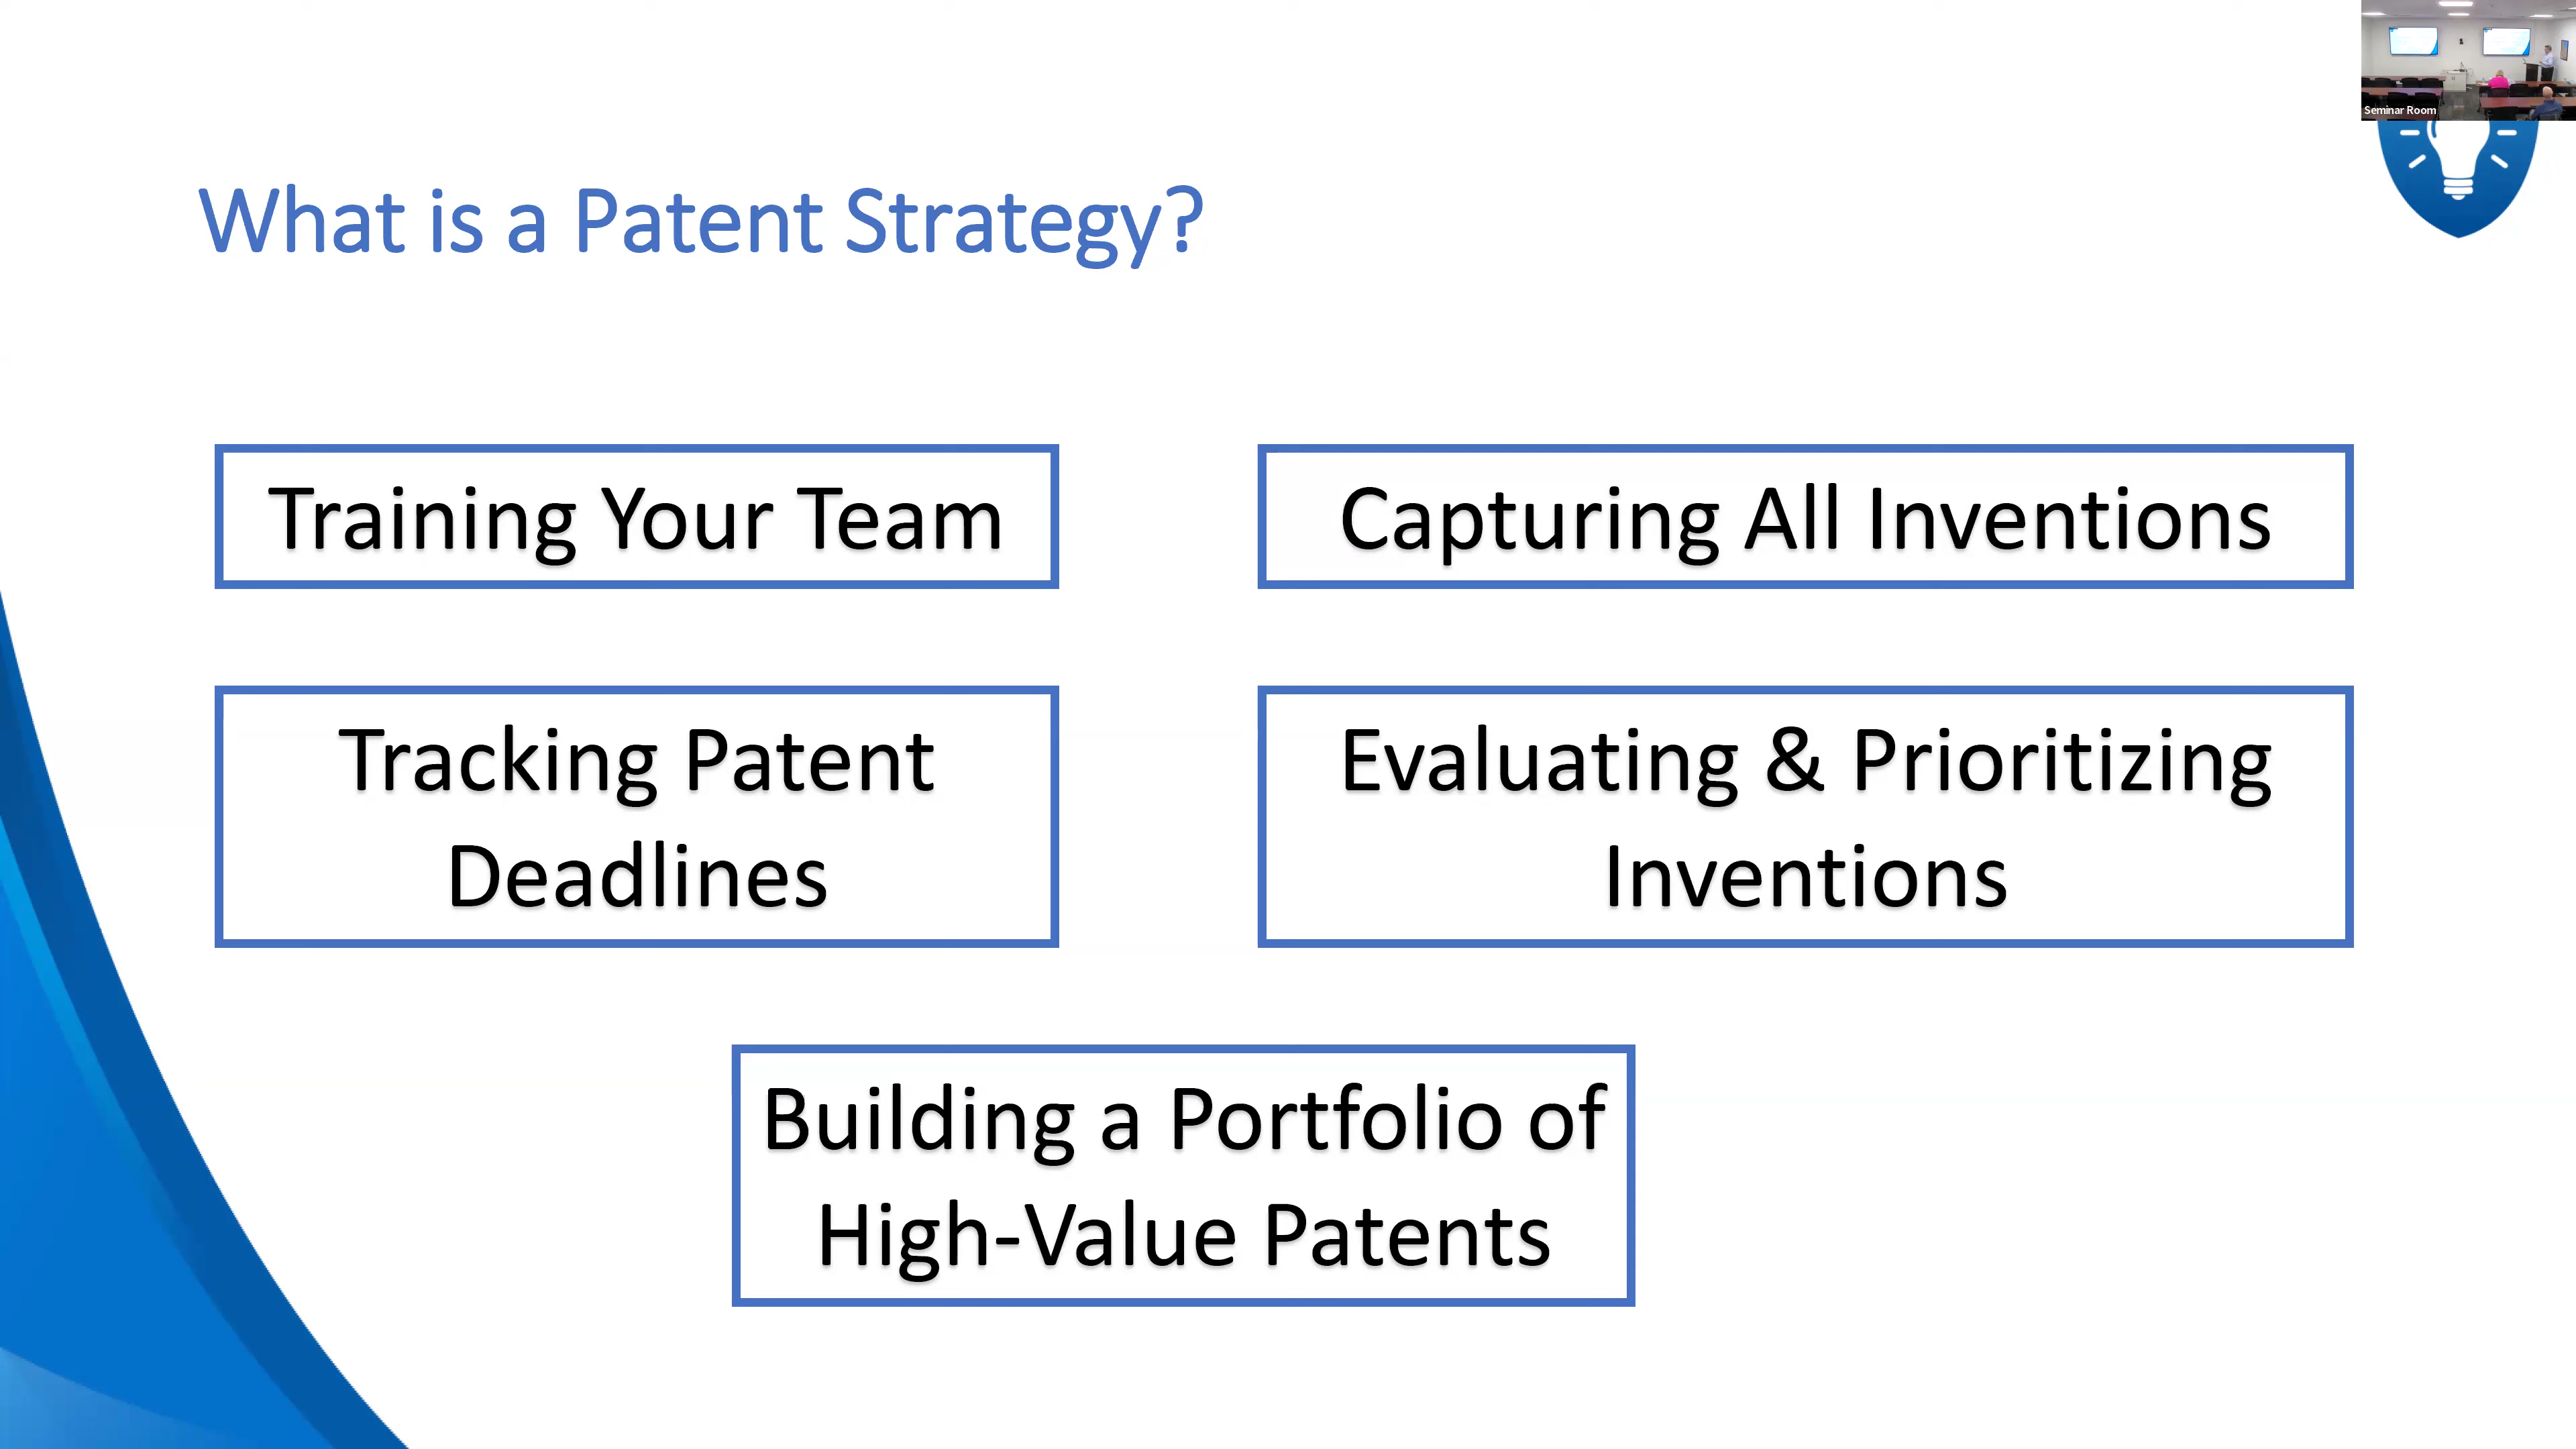 Seminar Room
What is a Patent Strategy?
Training Your Team
Capturing All Inventions
Tracking Patent
Deadlines
Evaluating & Prioritizing
Inventions
Building a Portfolio of
High-Value Patents